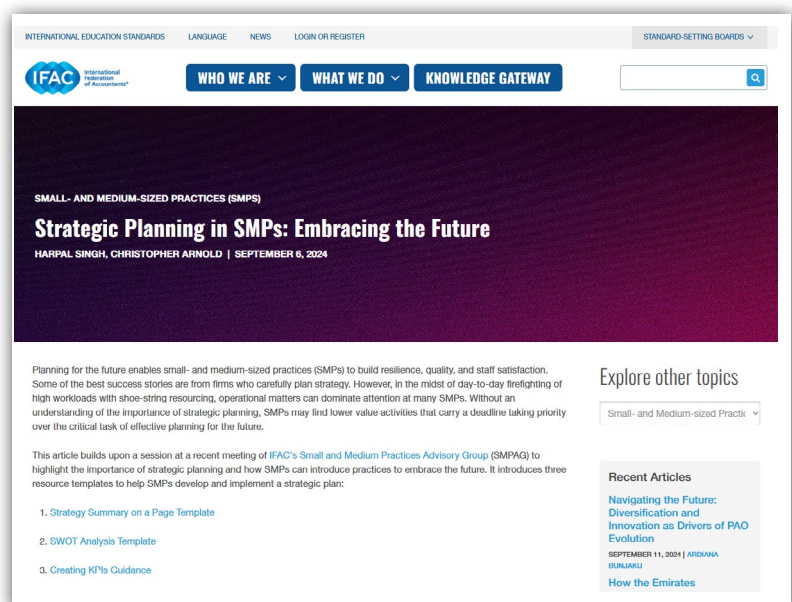 INTERNATIONAL EDUCATION STANDARDS LANGUAGE NEWS LOGIN OR REGISTER STANDARD-SETTING BOARDS
IFAC International
Federation
of Accountants®
WHO WE ARE WHAT WE DO KNOWLEDGE GATEWAY
SMALL- AND MEDIUM-SIZED PRACTICES (SMPS)
Strategic Planning in SMPs: Embracing the Future
HARPAL SINGH, CHRISTOPHER ARNOLD | SEPTEMBER 6, 2024
Planning for the future enables small- and medium-sized practices (SMPs) to build resilience, quality, and staff satisfaction.
Some of the best success stories are from firms who carefully plan strategy. However, in the midst of day-to-day firefighting of
high workloads with shoe-string resourcing, operational matters can dominate attention at many SMPs. Without an
understanding of the importance of strategic planning, SMPs may find lower value activities that carry a deadline taking priority
over the critical task of effective planning for the future.
This article builds upon a session at a recent meeting of IFAC's Small and Medium Practices Advisory Group (SMPAG) to
highlight the importance of strategic planning and how SMPs can introduce practices to embrace the future. It introduces three
resource templates to help SMPs develop and implement a strategic plan:
1. Strategy Summary on a Page Template
2. SWOT Analysis Template
3. Creating KPIs Guidance
Explore other topics
Small- and Medium-sized Practic
Recent Articles
Navigating the Future:
Diversification and
Innovation as Drivers of PAO
Evolution
SEPTEMBER 11, 2024 | ARDIANA
BUNJAKU
How the Emirates